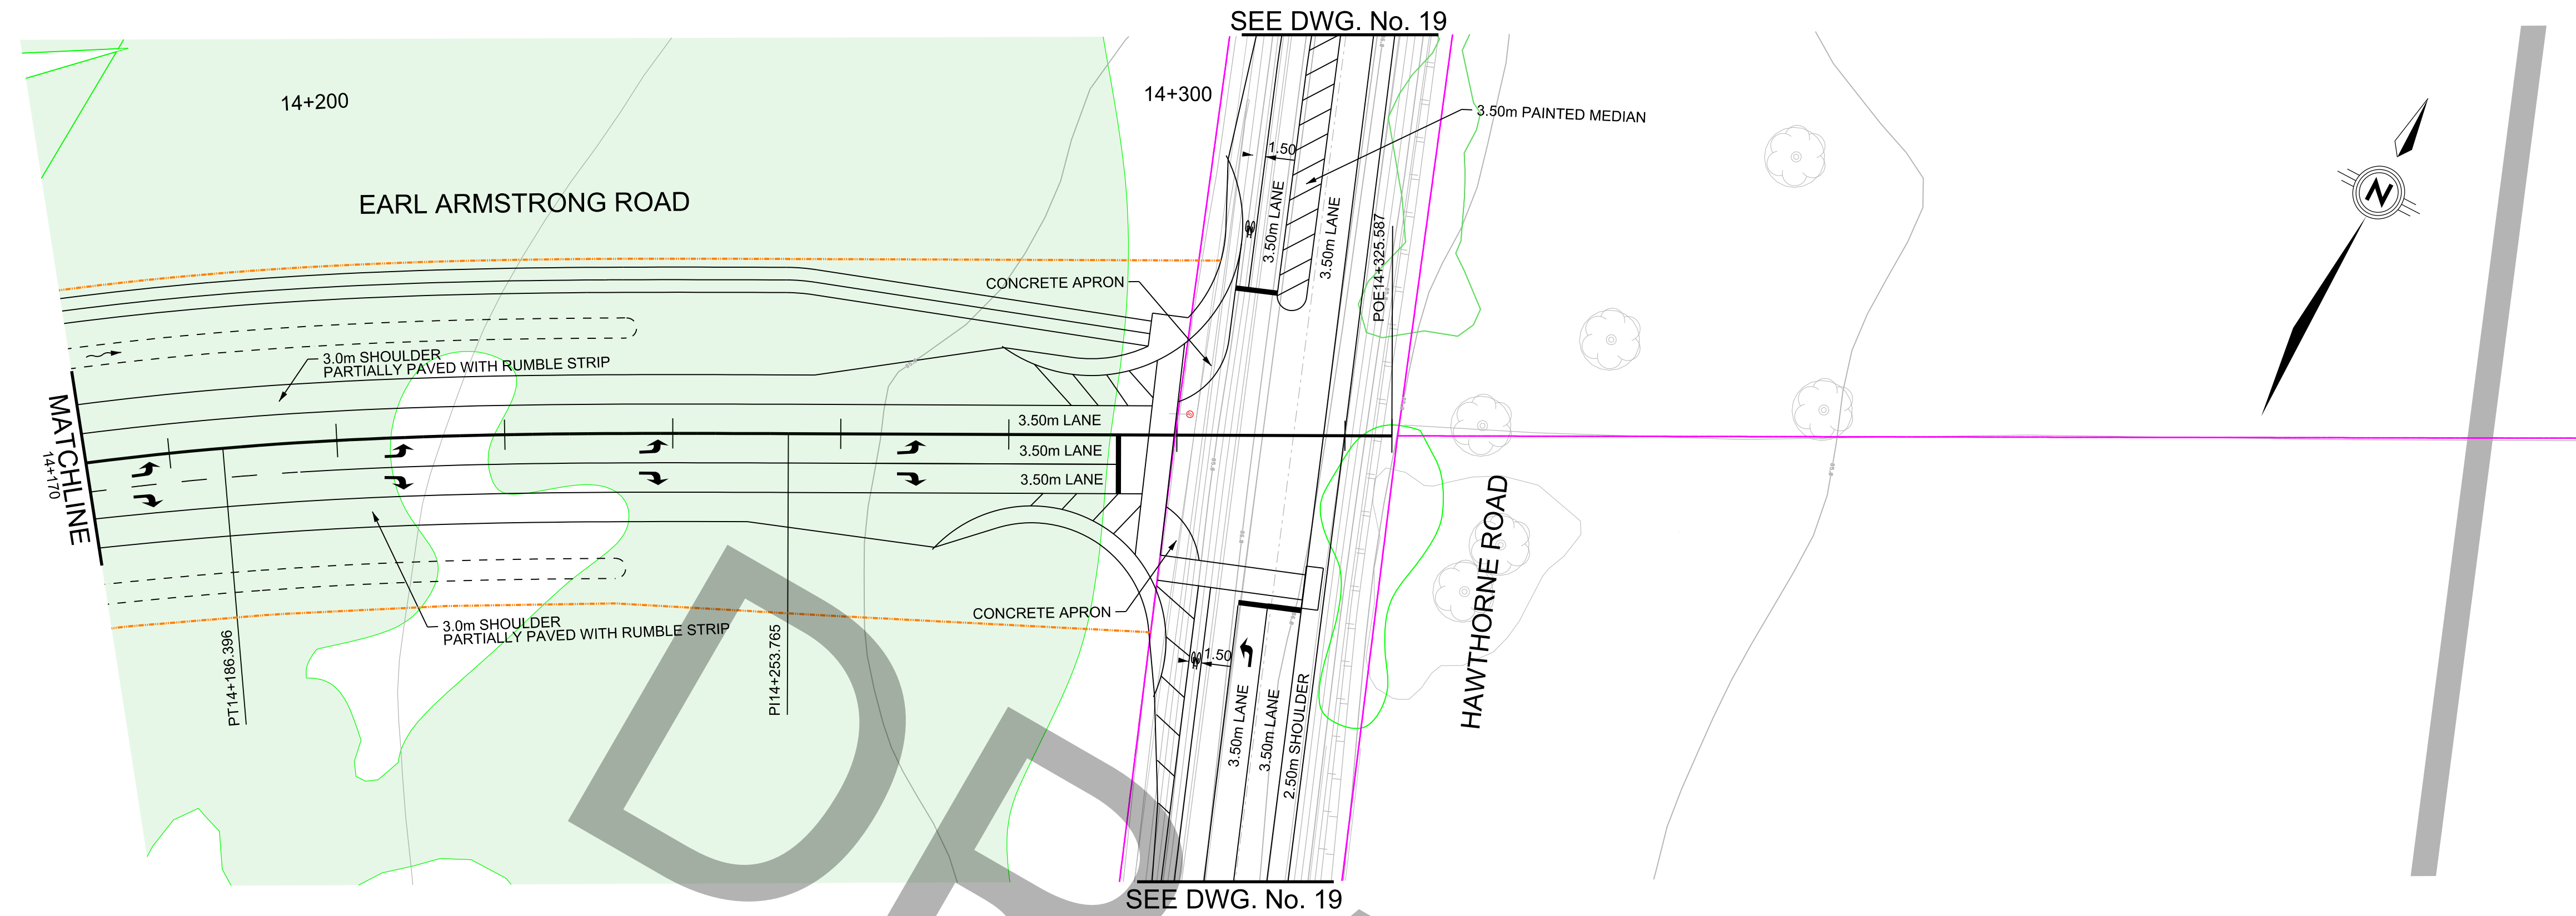 SEE DWG. No. 19
14+200
14+300
3.50m PAINTED MEDIAN
1.50
EARL ARMSTRONG ROAD
3.50m LANE
3.50m LANE
POE14+325.587
CONCRETE APRON
3.0m SHOULDER
PARTIALLY PAVED WITH RUMBLE STRIP
MATCHLINE
14+170
3.50m LANE
3.50m LANE
3.50m LANE
HAWTHORNE ROAD
CONCRETE APRON
3.0m SHOULDER
PARTIALLY PAVED WITH RUMBLE STRIP
PT14+186.396
PI14+253.765
1.50
3.50m LANE
3.50m LANE
2.50m SHOULDER
SEE DWG. No. 19
N